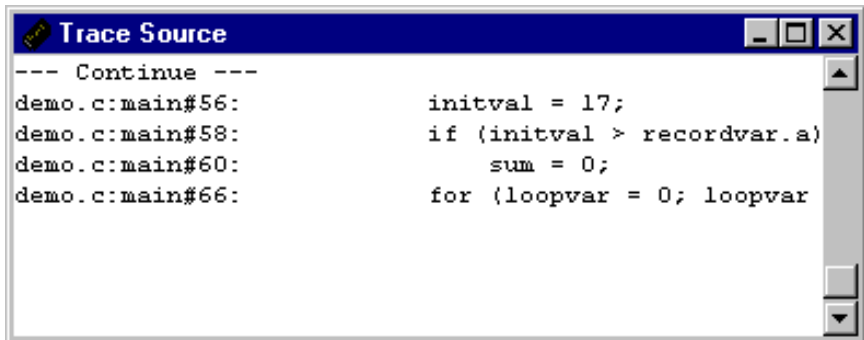 Trace Source
--- Continue ---
demo.c:main#56: initval = 17;
demo.c:main#58: if (initval > recordvar.a)
demo.c:main#60: sum = 0;
demo.c:main#66: for (loopvar = 0; loopvar